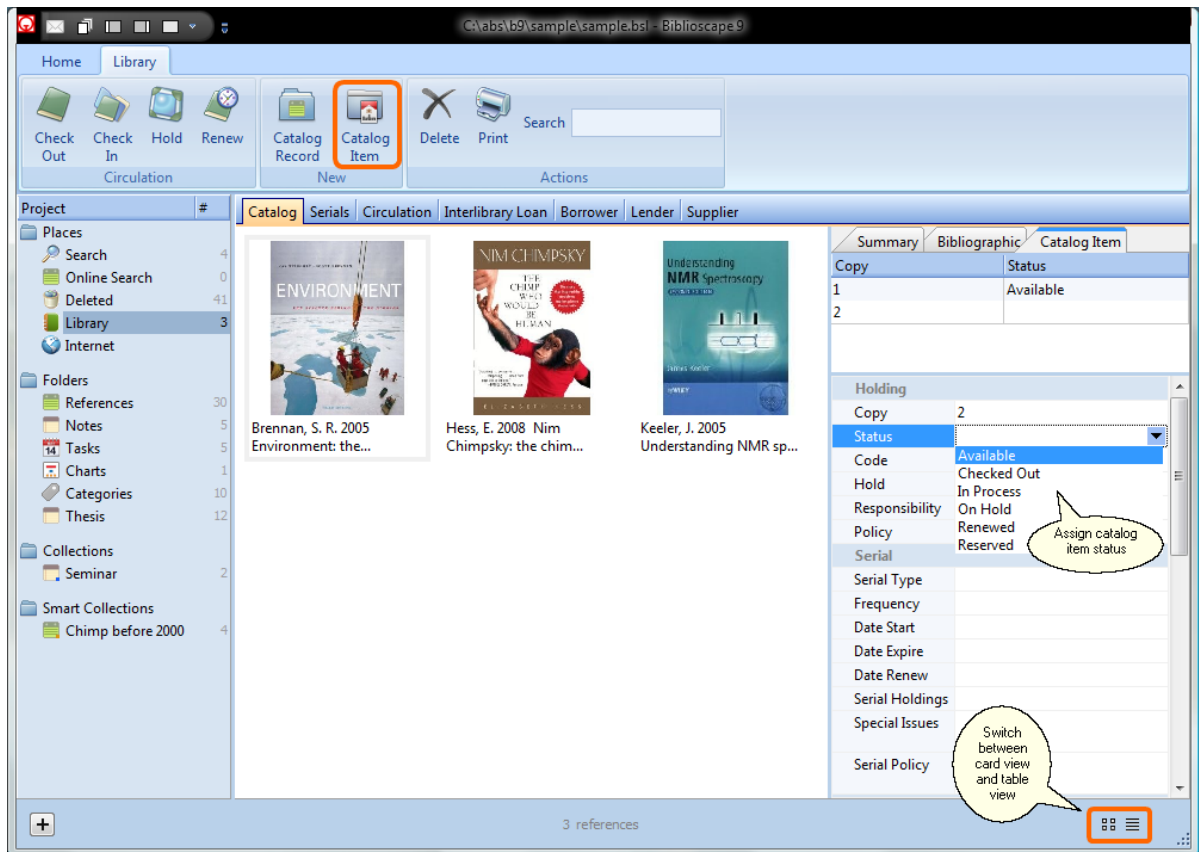 C:\abs\b9\sample\sample.bsl - Biblioscape 9
Home Library
Check Out
Check In
Hold
Renew
Catalog Record
Catalog Item
Delete
Print
Search
Circulation
New
Actions
Project #
Places
Search 4
Online Search 0
Deleted 41
Library 3
Internet
Folders
References 30
Notes 5
Tasks 5
Charts 1
Categories 10
Thesis 12
Collections
Seminar 2
Smart Collections
Chimp before 2000 4
Catalog Serials Circulation Interlibrary Loan Borrower Lender Supplier
ENVIRONMENT
Brennan, S. R. 2005
Environment: the...
NIM CHIMPSKY
THE
CHIMP
WHO
WOULD
BE
HUMAN
ELIZABETH HESS
Hess, E. 2008 Nim
Chimpsky: the chim...
Understanding
NMR Spectroscopy
SECOND EDITION
James Keeler
WILEY
Keeler, J. 2005
Understanding NMR sp...
Summary Bibliographic Catalog Item
Copy Status
1 Available
2
Holding
Copy 2
Status
Code
Hold
Responsibility
Policy
Available
Checked Out
In Process
On Hold
Renewed
Reserved
Assign catalog
item status
Serial
Serial Type
Frequency
Date Start
Date Expire
Date Renew
Serial Holdings
Special Issues
Serial Policy
Switch
between
card view
and table
view
3 references